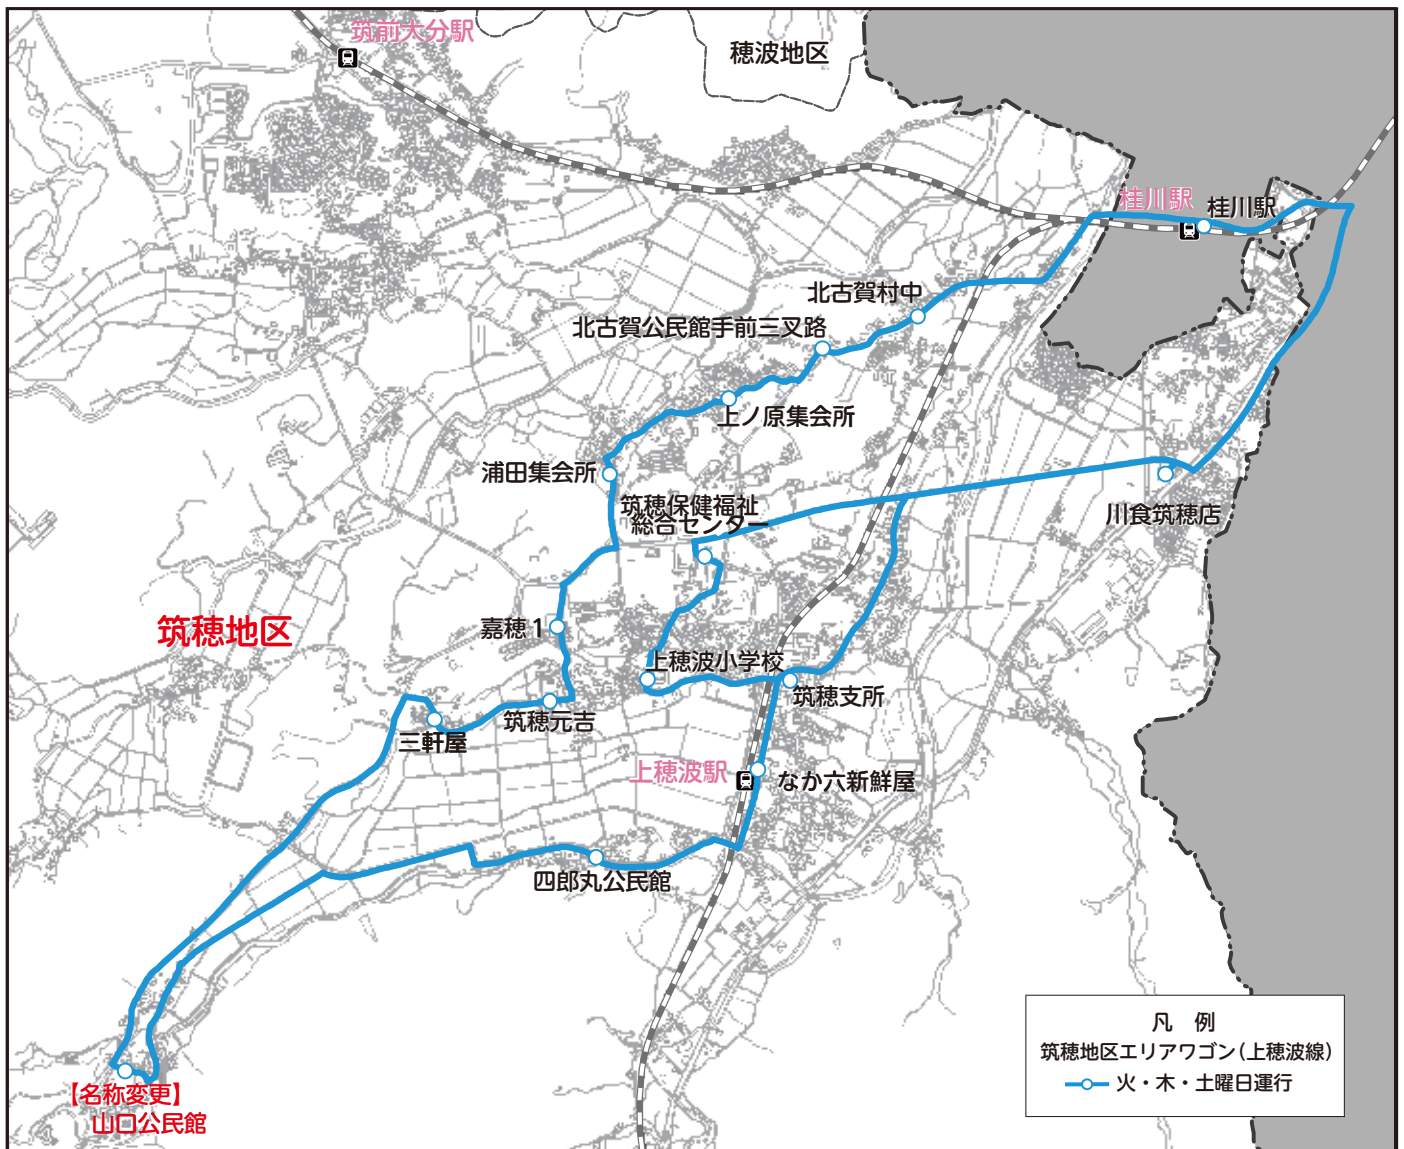 筑前大分駅
穂波地区
桂川駅
桂川駅
北古賀村中
北古賀公民館手前三叉路
上ノ原集会所
浦田集会所
筑穂保健福祉
総合センター
川食筑穂店
筑穂地区
嘉穂1
上穂波小学校
筑穂支所
筑穂元吉
三軒屋
上穂波駅
なか六新鮮屋
四郎丸公民館
【名称変更】
山口公民館
凡 例
筑穂地区エリアワゴン(上穂波線)
火・木・土曜日運行